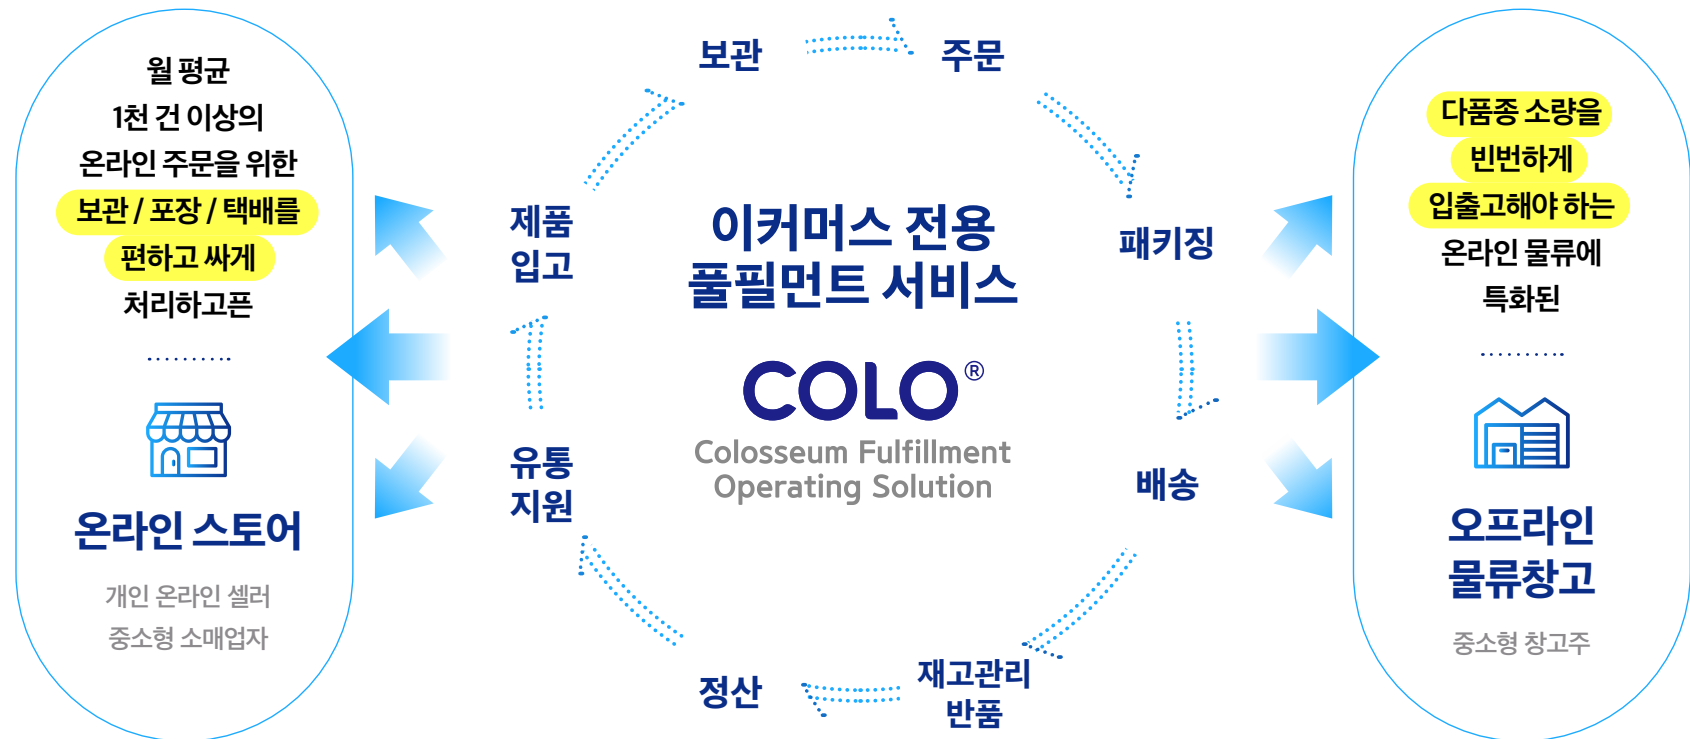 월 평균
1천 건 이상의
온라인 주문을 위한
보관 / 포장 / 택배를
편하고 싸게
처리하고픈
온라인 스토어
개인 온라인 셀러
중소형 소매업자
보관
주문
패키징
배송
재고관리
반품
정산
유통
지원
제품
입고
이커머스 전용
풀필먼트 서비스
COLO®
Colosseum Fulfillment
Operating Solution
다품종 소량을
빈번하게
입출고해야 하는
온라인 물류에
특화된
오프라인
물류창고
중소형 창고주